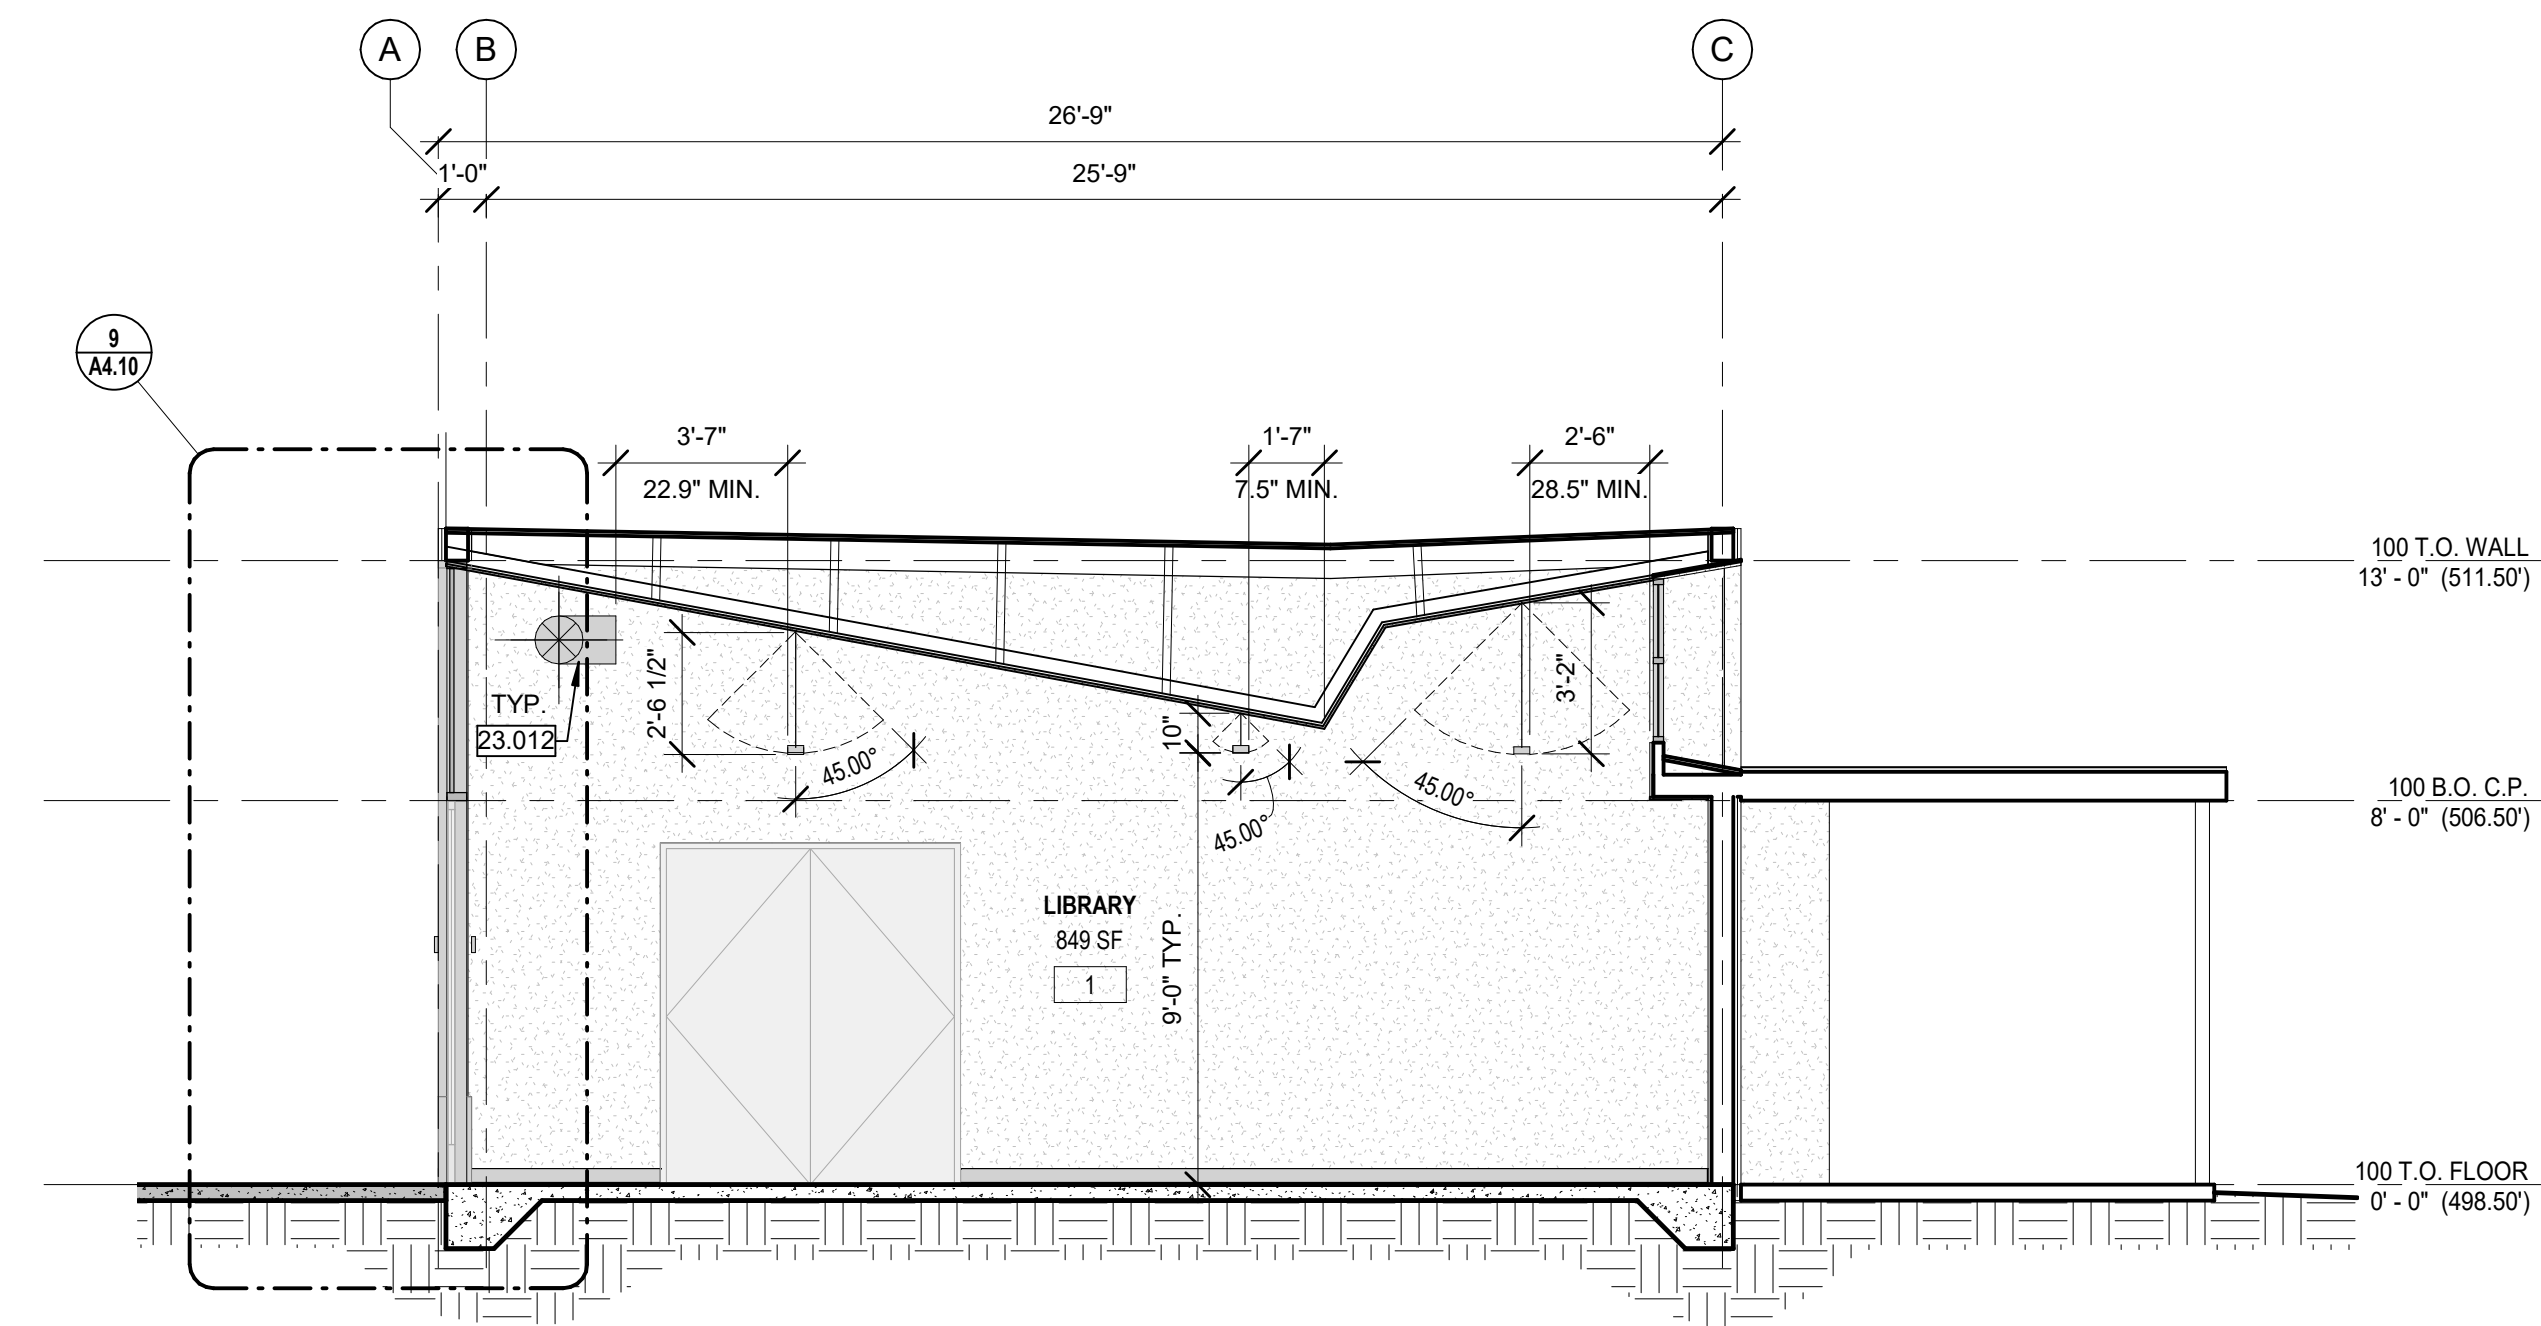 A
B
C
26'-9"
1'-0"
25'-9"
9
A4.10
3'-7"
22.9" MIN.
1'-7"
7.5" MIN.
2'-6"
28.5" MIN.
100 T.O. WALL
13' - 0" (511.50')
TYP.
23.012
2'-6 1/2"
45.00°
10"
45.00°
3'-2"
45.00°
100 B.O. C.P.
8' - 0" (506.50')
LIBRARY
849 SF
1
9'-0" TYP.
100 T.O. FLOOR
0' - 0" (498.50')